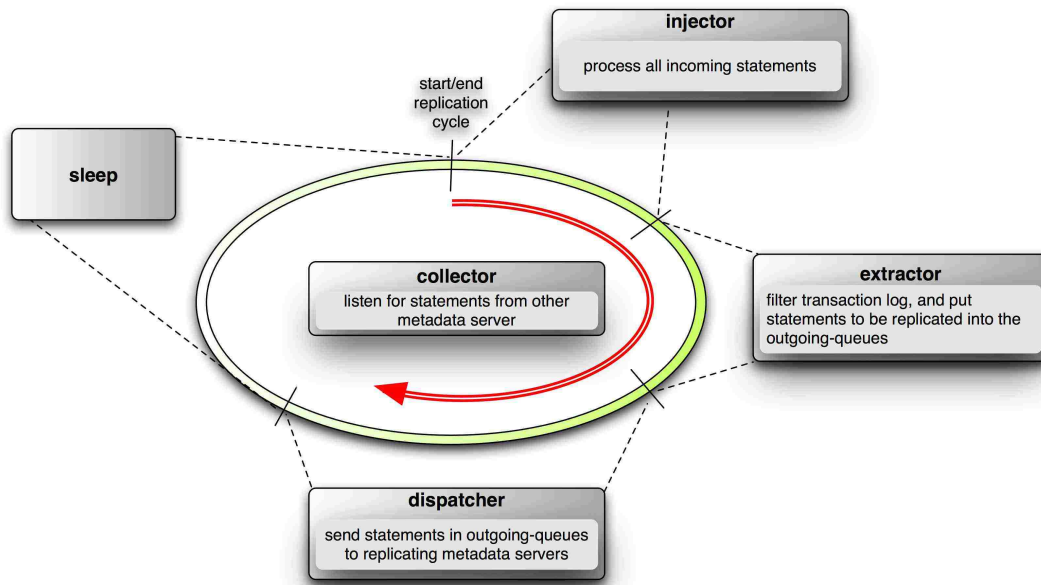 injector
process all incoming statements
start/end
replication
cycle
sleep
collector
listen for statements from other
metadata server
extractor
filter transaction log, and put
statements to be replicated into the
outgoing-queues
dispatcher
send statements in outgoing-queues
to replicating metadata servers